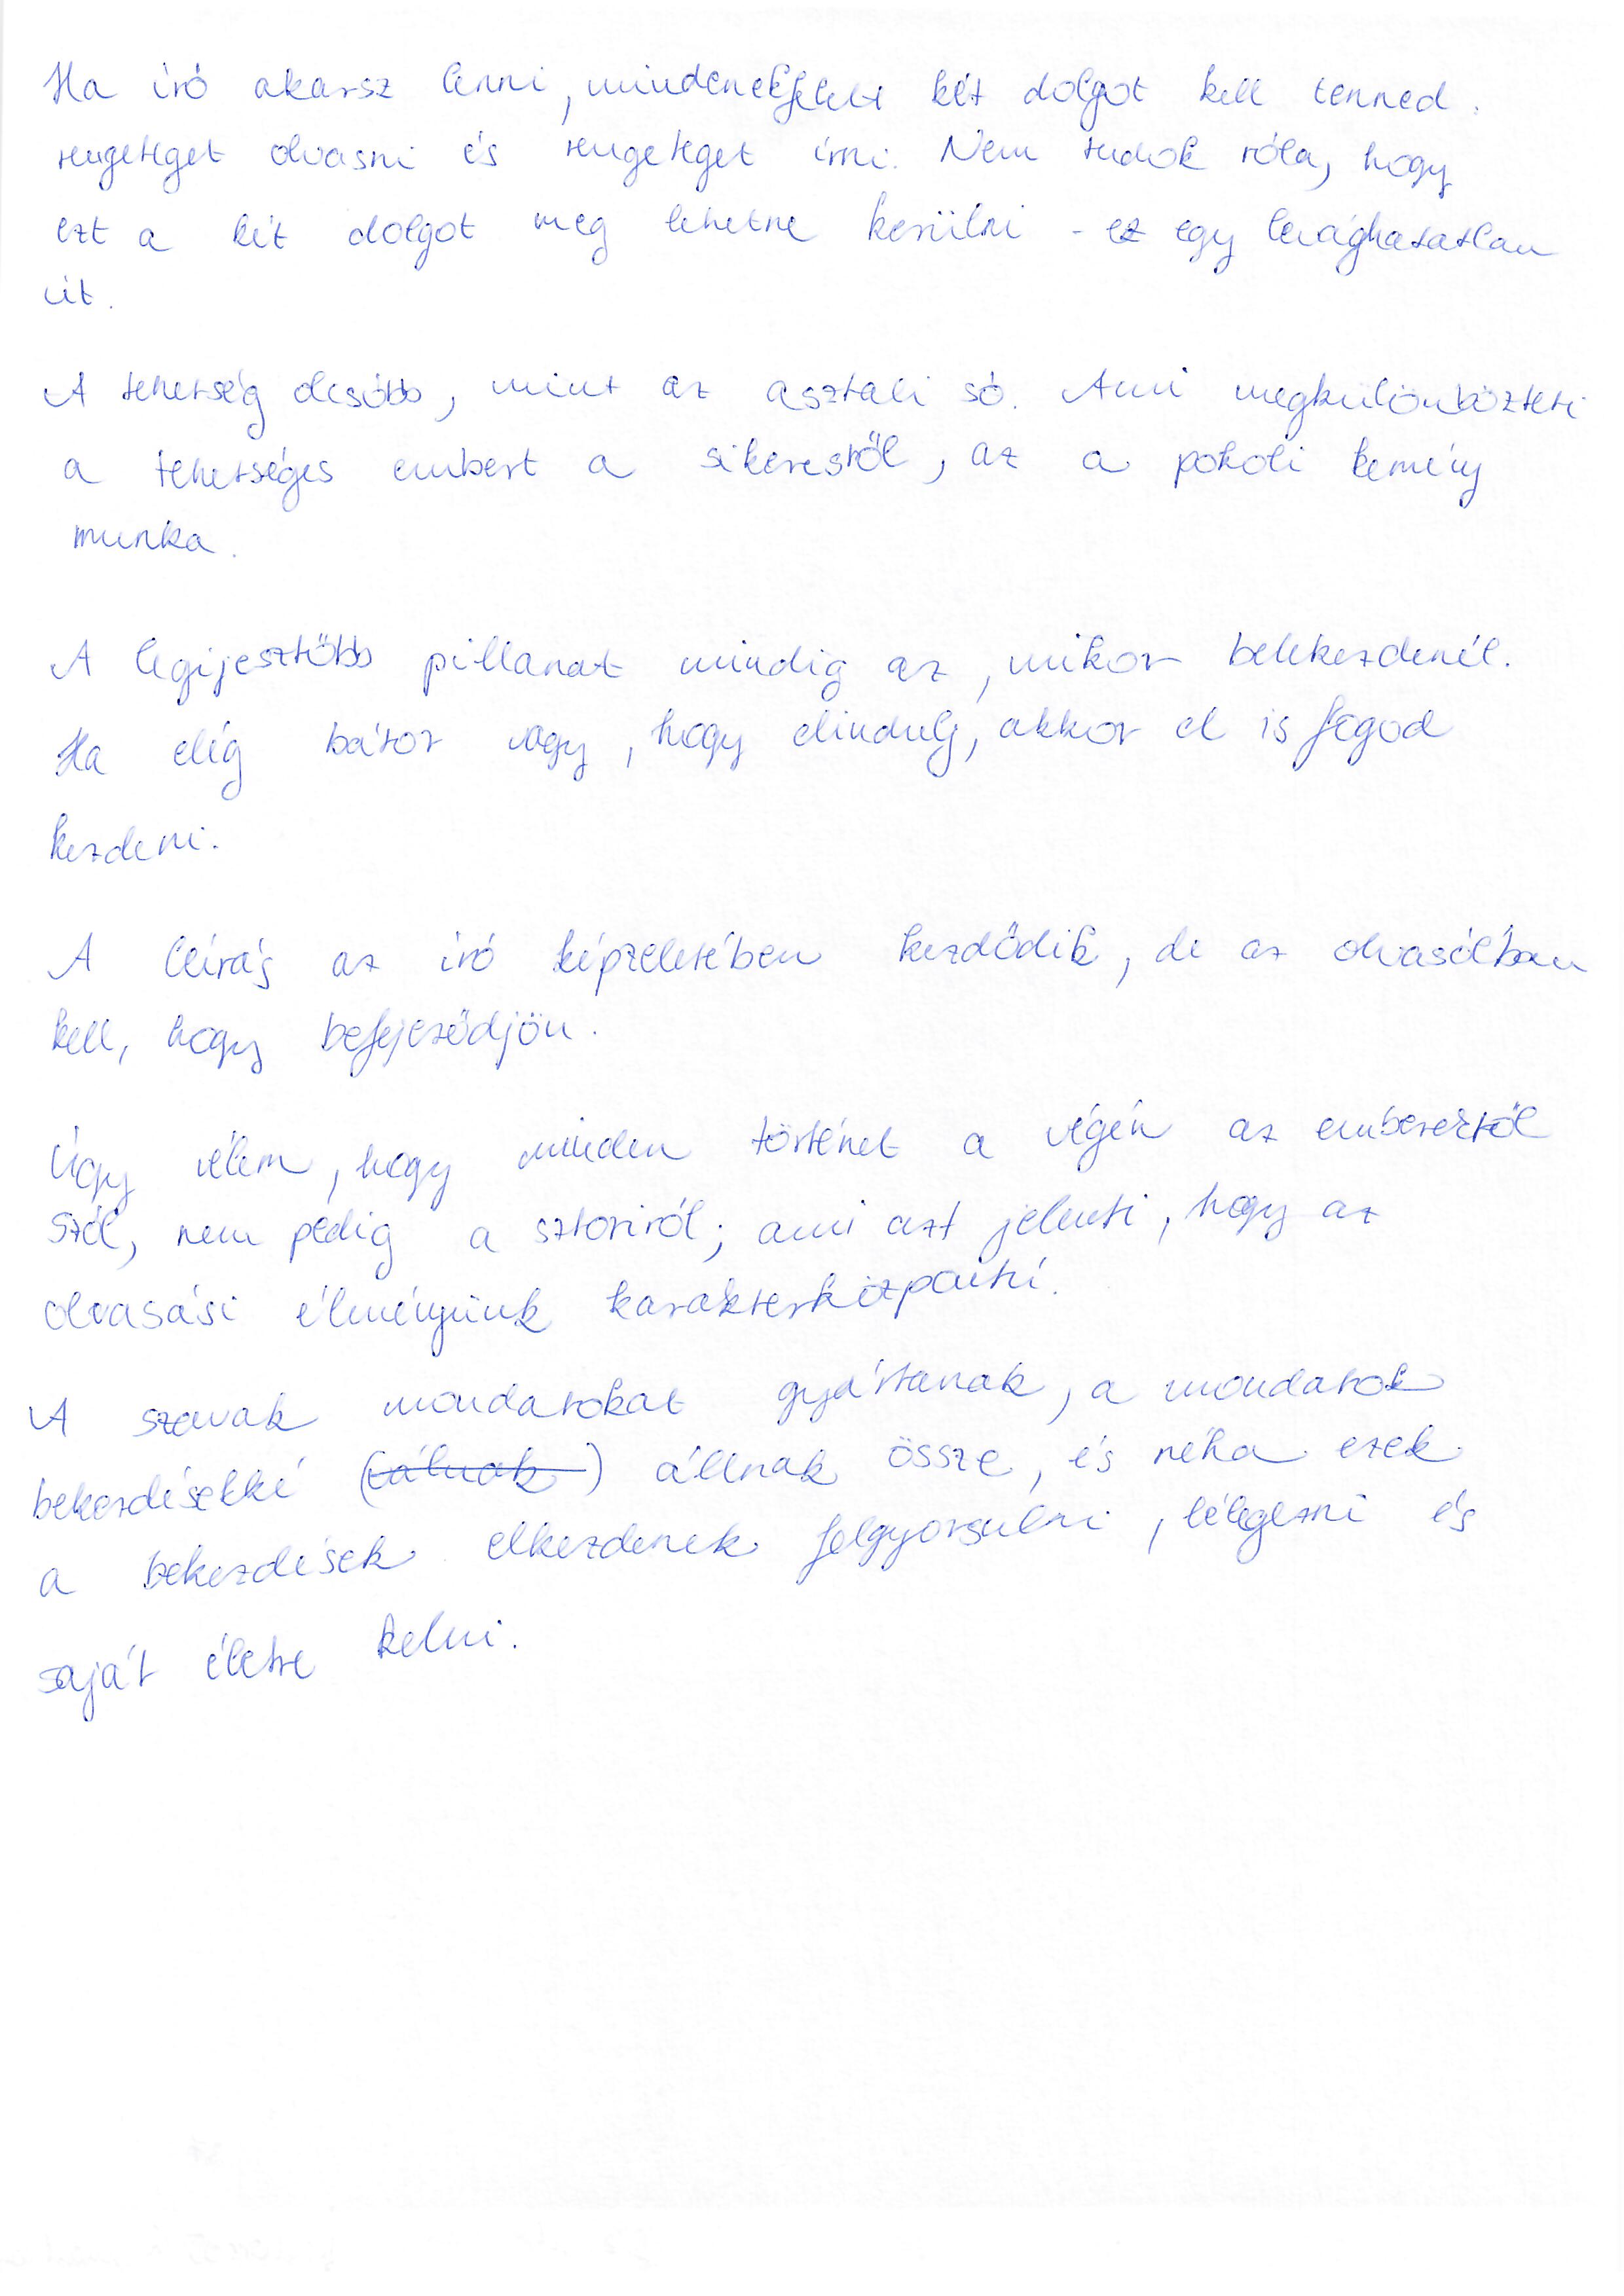 Ha író akarsz lenni, mindenekfelett két dolgot kell tenned.
rengeteget olvasni és rengeteget írni. Nem tudok róla, hogy
ezt a két dolgot meg lehetne kerülni - ez egy levághatatlan
út.
A tehetség olcsóbb, mint az asztali só. Ami megkülönbözteti
a tehetséges embert a sikerestől, az a pokoli kemény
munka.
A legijesztőbb pillanat mindig az, mikor belekezdenél.
Ha elég bátor vagy, hogy elindulj, akkor el is fogod
kezdeni.
A leírás az író képzeletében kezdődik, de az olvasóéban
kell, hogy befejeződjön.
Úgy vélem, hogy minden történet a végén az emberektől
szól, nem pedig a sztoriról; ami azt jelenti, hogy az
olvasási élményünk karakterközpontú.
A szavak mondatokat gyártanak, a mondatok
bekezdésekké (válnak) állnak össze, és néha ezek
a bekezdések elkezdenek felgyorsulni, lélegezni és
saját életre kelni.